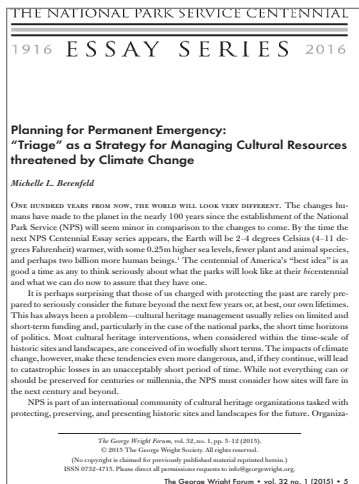 THE NATIONAL PARK SERVICE CENTENNIAL
1916 ESSAY SERIES 2016
Planning for Permanent Emergency:
“Triage” as a Strategy for Managing Cultural Resources
threatened by Climate Change
Michelle L. Berenfeld
One hundred years from now, the world will look very different. The changes hu-
mans have made to the planet in the nearly 100 years since the establishment of the National
Park Service (NPS) will seem minor in comparison to the changes to come. By the time the
next NPS Centennial Essay series appears, the Earth will be 2–4 degrees Celsius (4–11 de-
grees Fahrenheit) warmer, with some 0.25m higher sea levels, fewer plant and animal species,
and perhaps two billion more human beings.¹ The centennial of America’s “best idea” is as
good a time as any to think seriously about what the parks will look like at their bicentennial
and what we can do now to assure that they have one.
It is perhaps surprising that those of us charged with protecting the past are rarely pre-
pared to seriously consider the future beyond the next few years or, at best, our own lifetimes.
This has always been a problem—cultural heritage management usually relies on limited and
short-term funding and, particularly in the case of the national parks, the short time horizons
of politics. Most cultural heritage interventions, when considered within the time-scale of
historic sites and landscapes, are conceived of in woefully short terms. The impacts of climate
change, however, make these tendencies even more dangerous, and, if they continue, will lead
to catastrophic losses in an unacceptably short period of time. While not everything can or
should be preserved for centuries or millennia, the NPS must consider how sites will fare in
the next century and beyond.
NPS is part of an international community of cultural heritage organizations tasked with
protecting, preserving, and presenting historic sites and landscapes for the future. Organiza-
The George Wright Forum, vol. 32, no. 1, pp. 5–12 (2015).
© 2015 The George Wright Society. All rights reserved.
(No copyright is claimed for previously published material reprinted herein.)
ISSN 0732-4715. Please direct all permissions requests to info@georgewright.org.
The George Wright Forum • vol. 32 no. 1 (2015) • 5